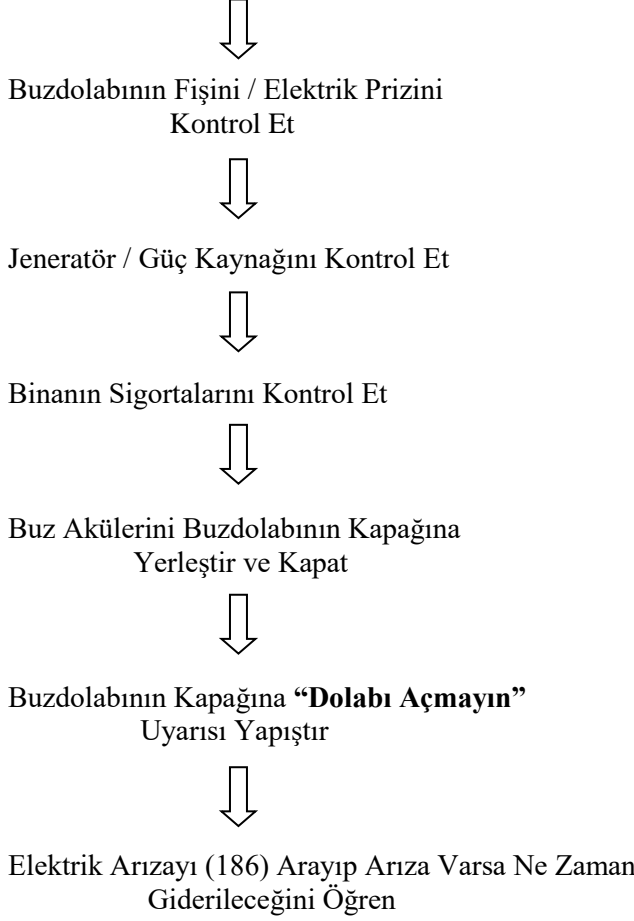 Buzdolabının Fişini / Elektrik Prizini
Kontrol Et
Jeneratör / Güç Kaynağını Kontrol Et
Binanın Sigortalarını Kontrol Et
Buz Akülerini Buzdolabının Kapağına
Yerleştir ve Kapat
Buzdolabının Kapağına “Dolabı Açmayın”
Uyarısı Yapıştır
Elektrik Arızayı (186) Arayıp Arıza Varsa Ne Zaman
Giderileceğini Öğren